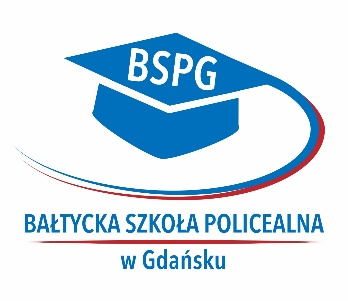 BSPG
BAŁTYCKA SZKOŁA POLICEALNA
w Gdańsku